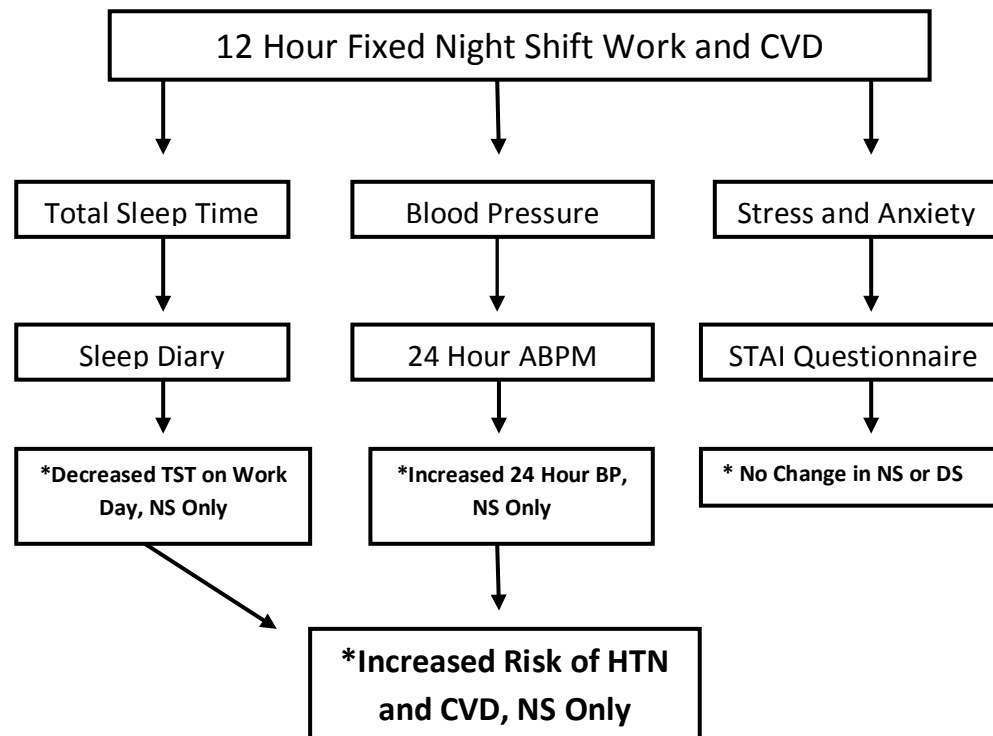 12 Hour Fixed Night Shift Work and CVD
Total Sleep Time
Blood Pressure
Stress and Anxiety
Sleep Diary
24 Hour ABPM
STAI Questionnaire
*Decreased TST on Work
Day, NS Only
*Increased 24 Hour BP,
NS Only
* No Change in NS or DS
*Increased Risk of HTN
and CVD, NS Only